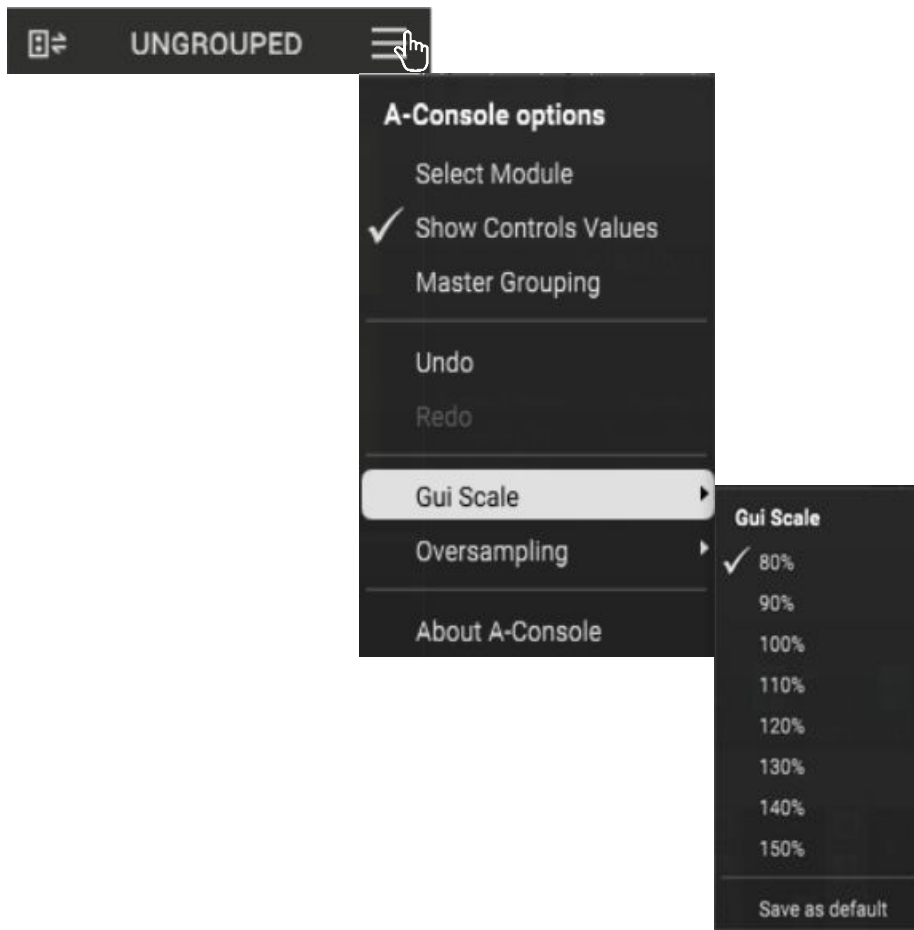 UNGROUPED
A-Console options
Select Module
Show Controls Values
Master Grouping
Undo
Redo
Gui Scale
Oversampling
About A-Console
Gui Scale
80%
90%
100%
110%
120%
130%
140%
150%
Save as default